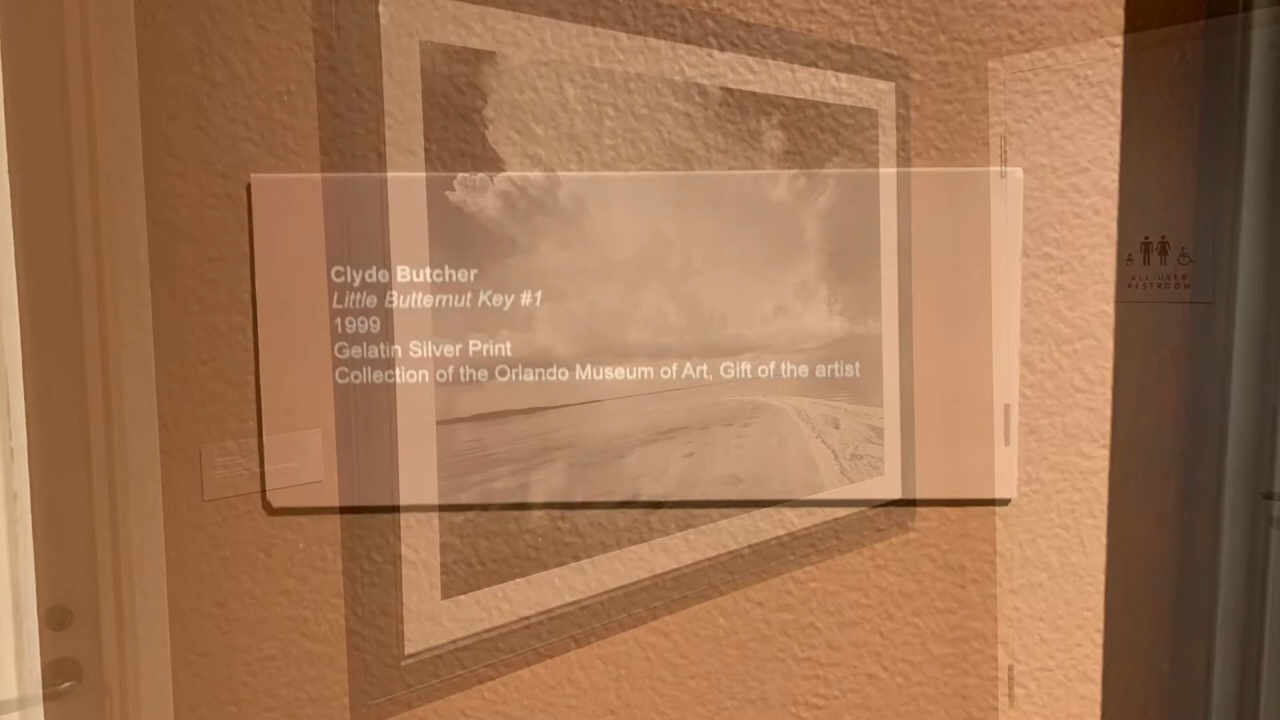 Clyde Butcher
Little Butternut Key #1
1999
Gelatin Silver Print
Collection of the Orlando Museum of Art, Gift of the artist
ALL USER
RESTROOM